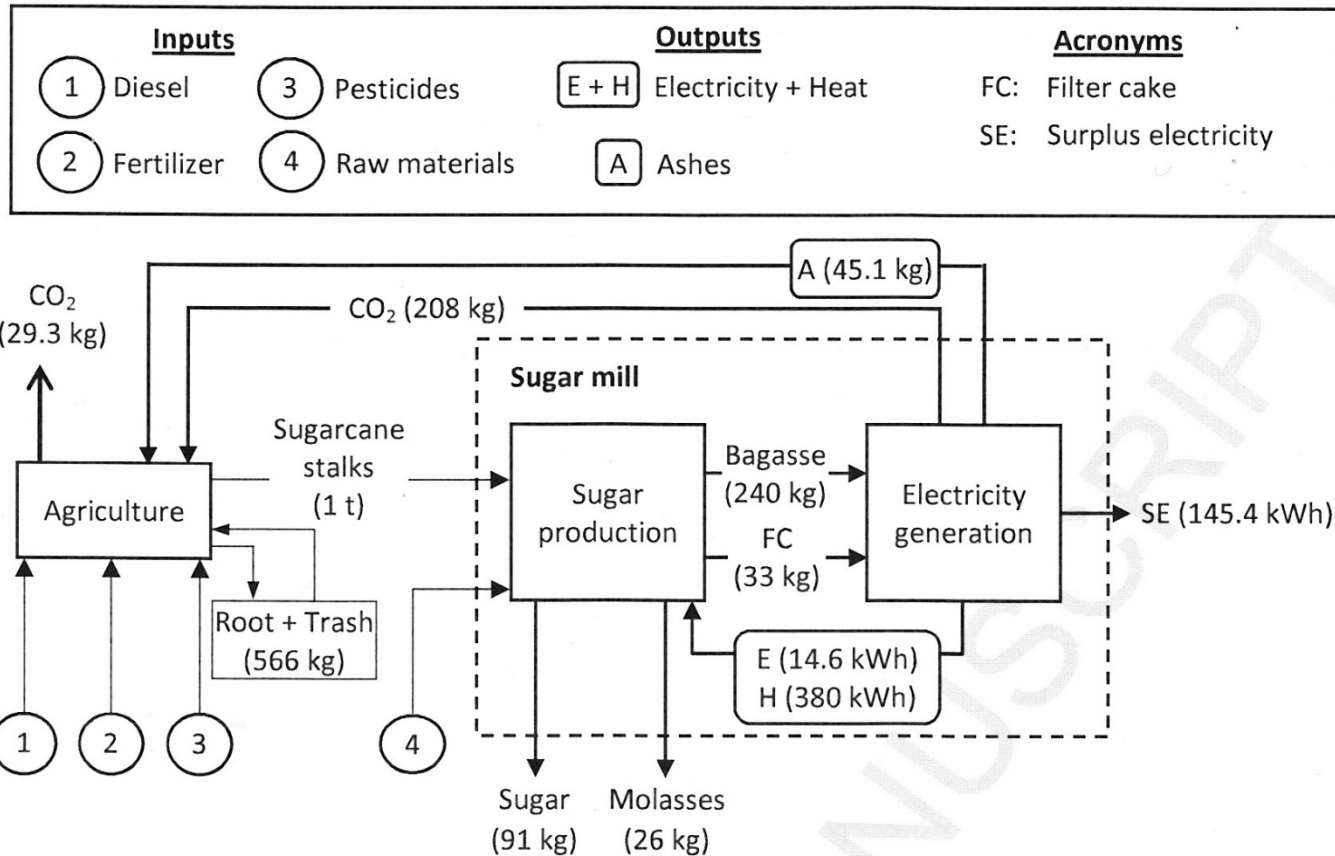 Inputs
1 Diesel
3 Pesticides
2 Fertilizer
4 Raw materials
Outputs
E + H Electricity + Heat
A Ashes
Acronyms
FC: Filter cake
SE: Surplus electricity
A (45.1 kg)
CO₂
(29.3 kg)
CO₂ (208 kg)
Sugar mill
Sugarcane
stalks
(1 t)
Agriculture
Sugar
production
Bagasse
(240 kg)
FC
(33 kg)
Electricity
generation
SE (145.4 kWh)
Root + Trash
(566 kg)
E (14.6 kWh)
H (380 kWh)
1
2
3
4
Sugar
(91 kg)
Molasses
(26 kg)
NUSCRIPT